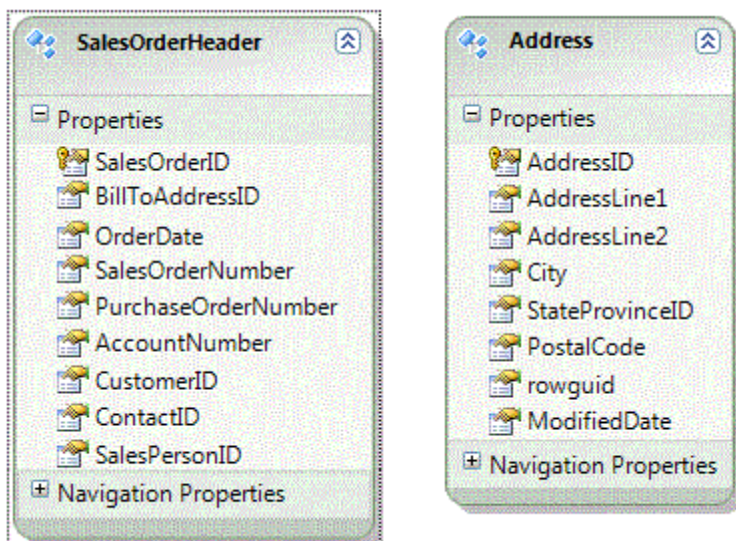 SalesOrderHeader
Properties
SalesOrderID
BillToAddressID
OrderDate
SalesOrderNumber
PurchaseOrderNumber
AccountNumber
CustomerID
ContactID
SalesPersonID
Navigation Properties
Address
Properties
AddressID
AddressLine1
AddressLine2
City
StateProvinceID
PostalCode
rowguid
ModifiedDate
Navigation Properties